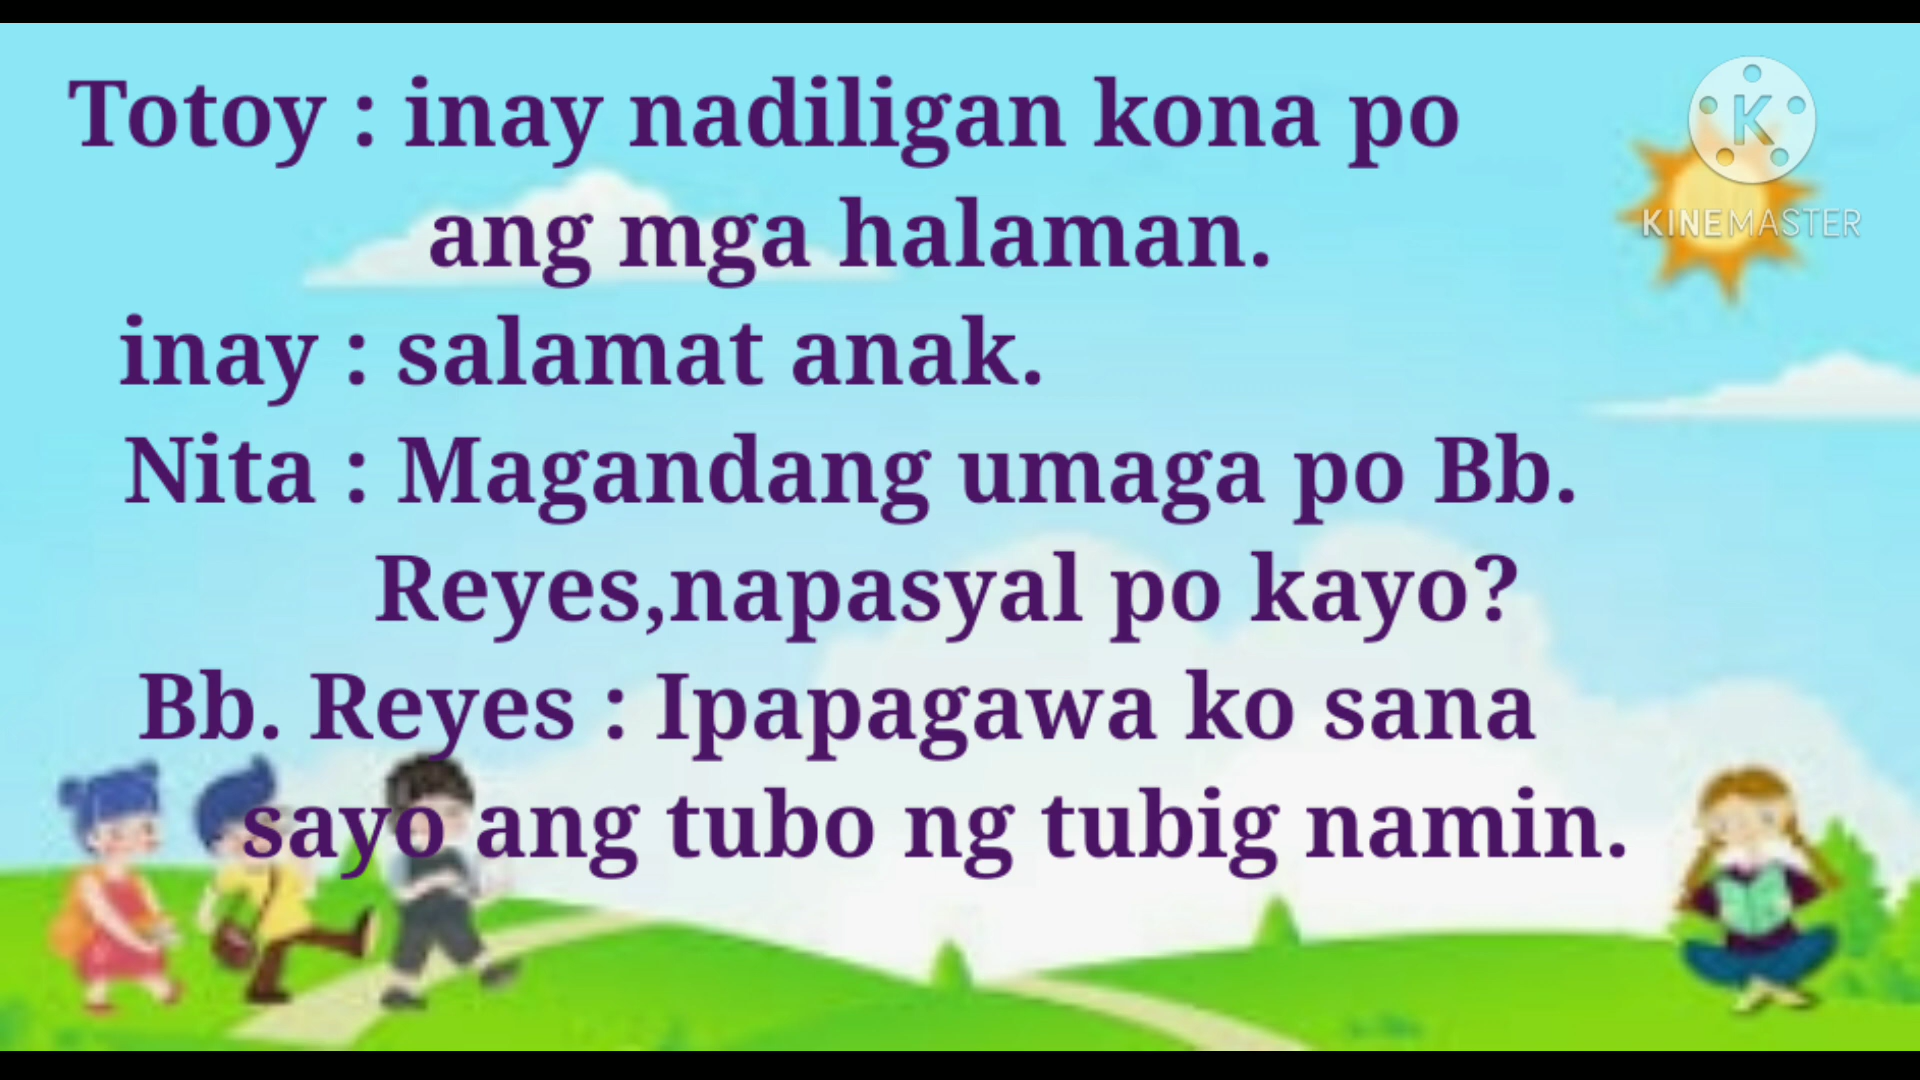 Totoy : inay nadiligan kona po
ang mga halaman.
inay : salamat anak.
Nita : Magandang umaga po Bb.
Reyes,napasyal po kayo?
Bb. Reyes : Ipapagawa ko sana
sayo ang tubo ng tubig namin.
K
KINEMASTER